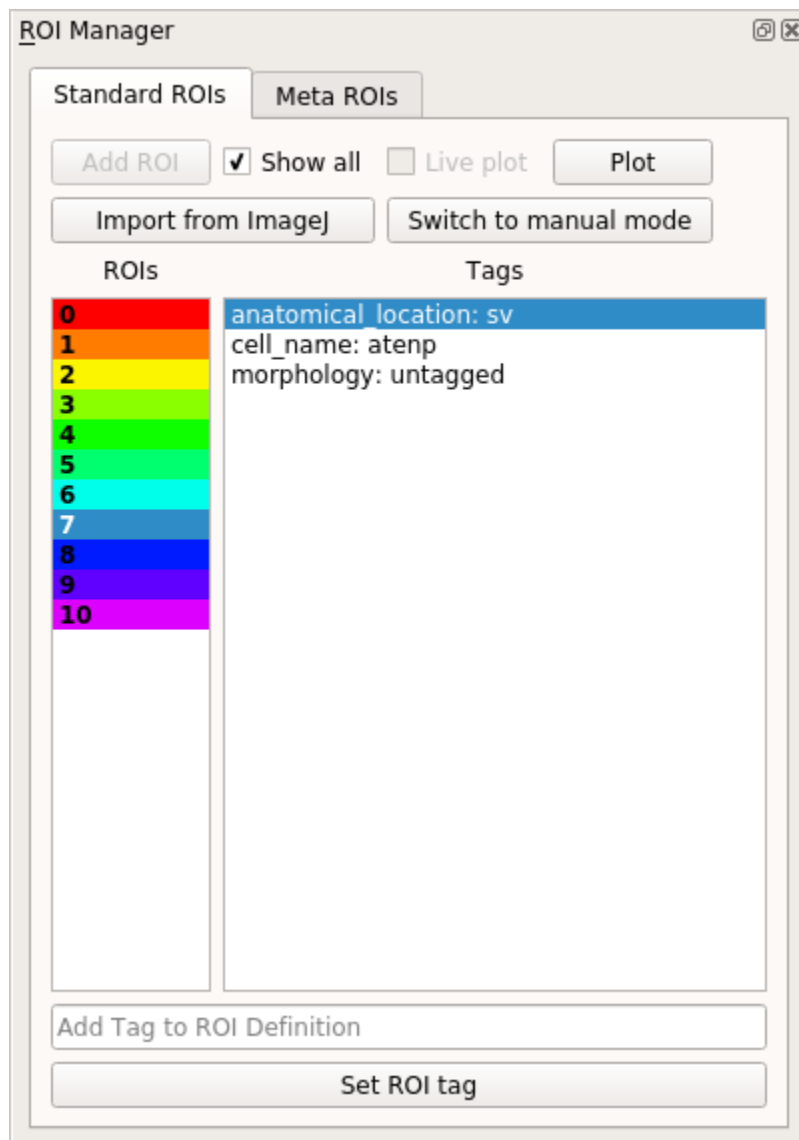 ROI Manager
Standard ROIs
Meta ROIs
Add ROI
Show all
Live plot
Plot
Import from ImageJ
Switch to manual mode
ROIs
Tags
0
1
2
3
4
5
6
7
8
9
10
anatomical_location: sv
cell_name: atenp
morphology: untagged
Add Tag to ROI Definition
Set ROI tag